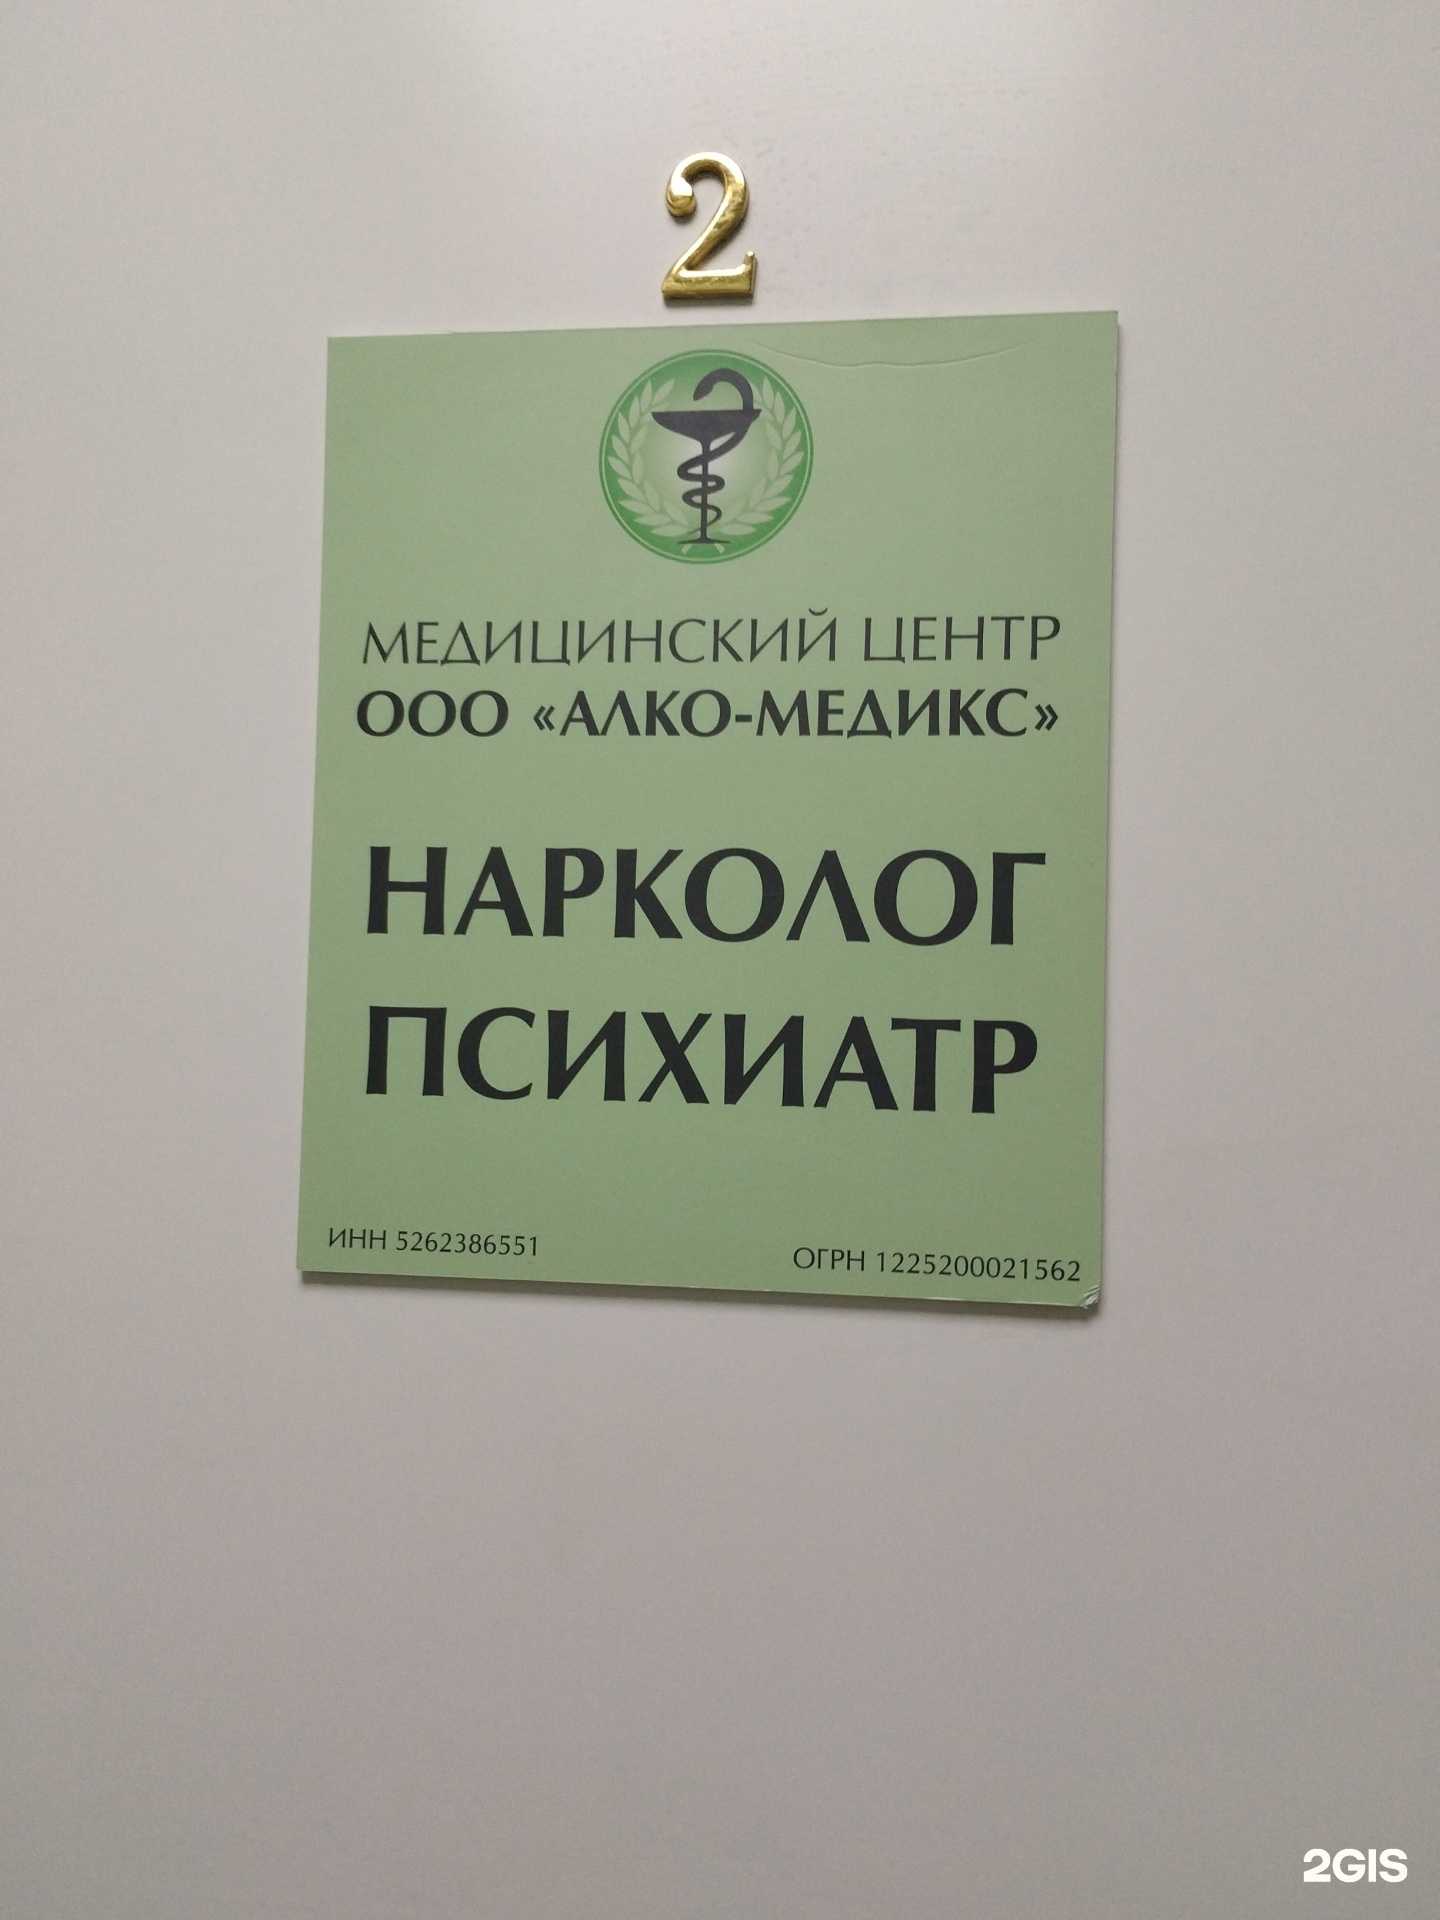 2
МЕДИЦИНСКИЙ ЦЕНТР
ООО «АЛКО-МЕДИКС»
НАРКОЛОГ
ПСИХИАТР
ИНН 5262386551 ОГРН 1225200021562
2GIS